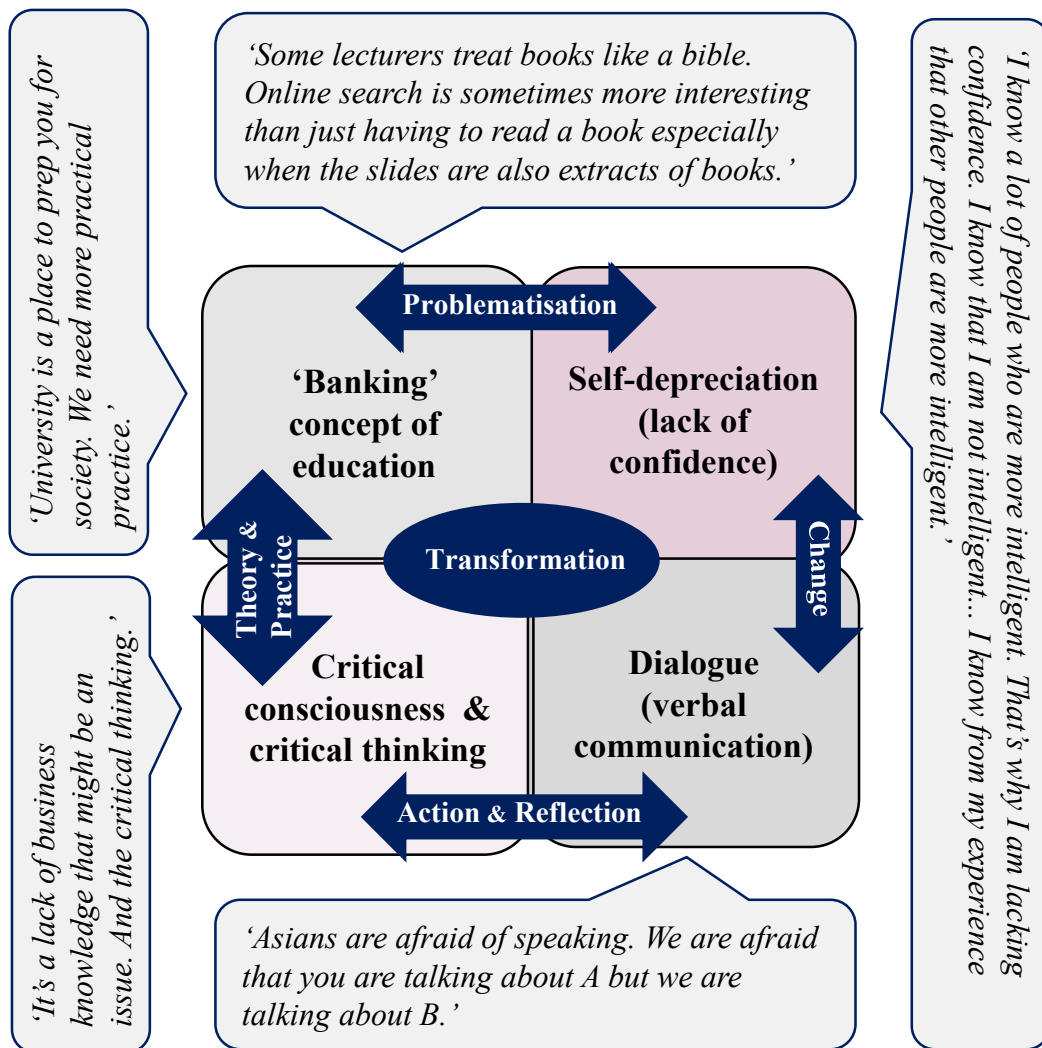 ‘Some lecturers treat books like a bible.
Online search is sometimes more interesting
than just having to read a book especially
when the slides are also extracts of books.’
‘University is a place to prep you for
society. We need more practical
practice.’
‘I know a lot of people who are more intelligent. That’s why I am lacking
confidence. I know that I am not intelligent... I know from my experience
that other people are more intelligent.’
Problematisation
‘Banking’
concept of
education
Self-depreciation
(lack of
confidence)
Theory &
Practice
Transformation
Change
Critical
consciousness &
critical thinking
Dialogue
(verbal
communication)
Action & Reflection
‘It’s a lack of business
knowledge that might be an
issue. And the critical thinking.’
‘Asians are afraid of speaking. We are afraid
that you are talking about A but we are
talking about B.’